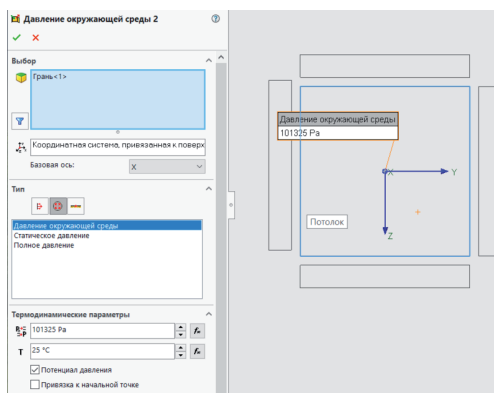 Давление окружающей среды 2
Выбор
Грань<1>
Координатная система, привязанная к поверх
Базовая ось:
X
Тип
Давление окружающей среды
Статическое давление
Полное давление
Термодинамические параметры
101325 Pa
T
25 °C
Потенциал давления
Привязка к начальной точке
Давление окружающей среды
101325 Pa
X
Y
Потолок
Z